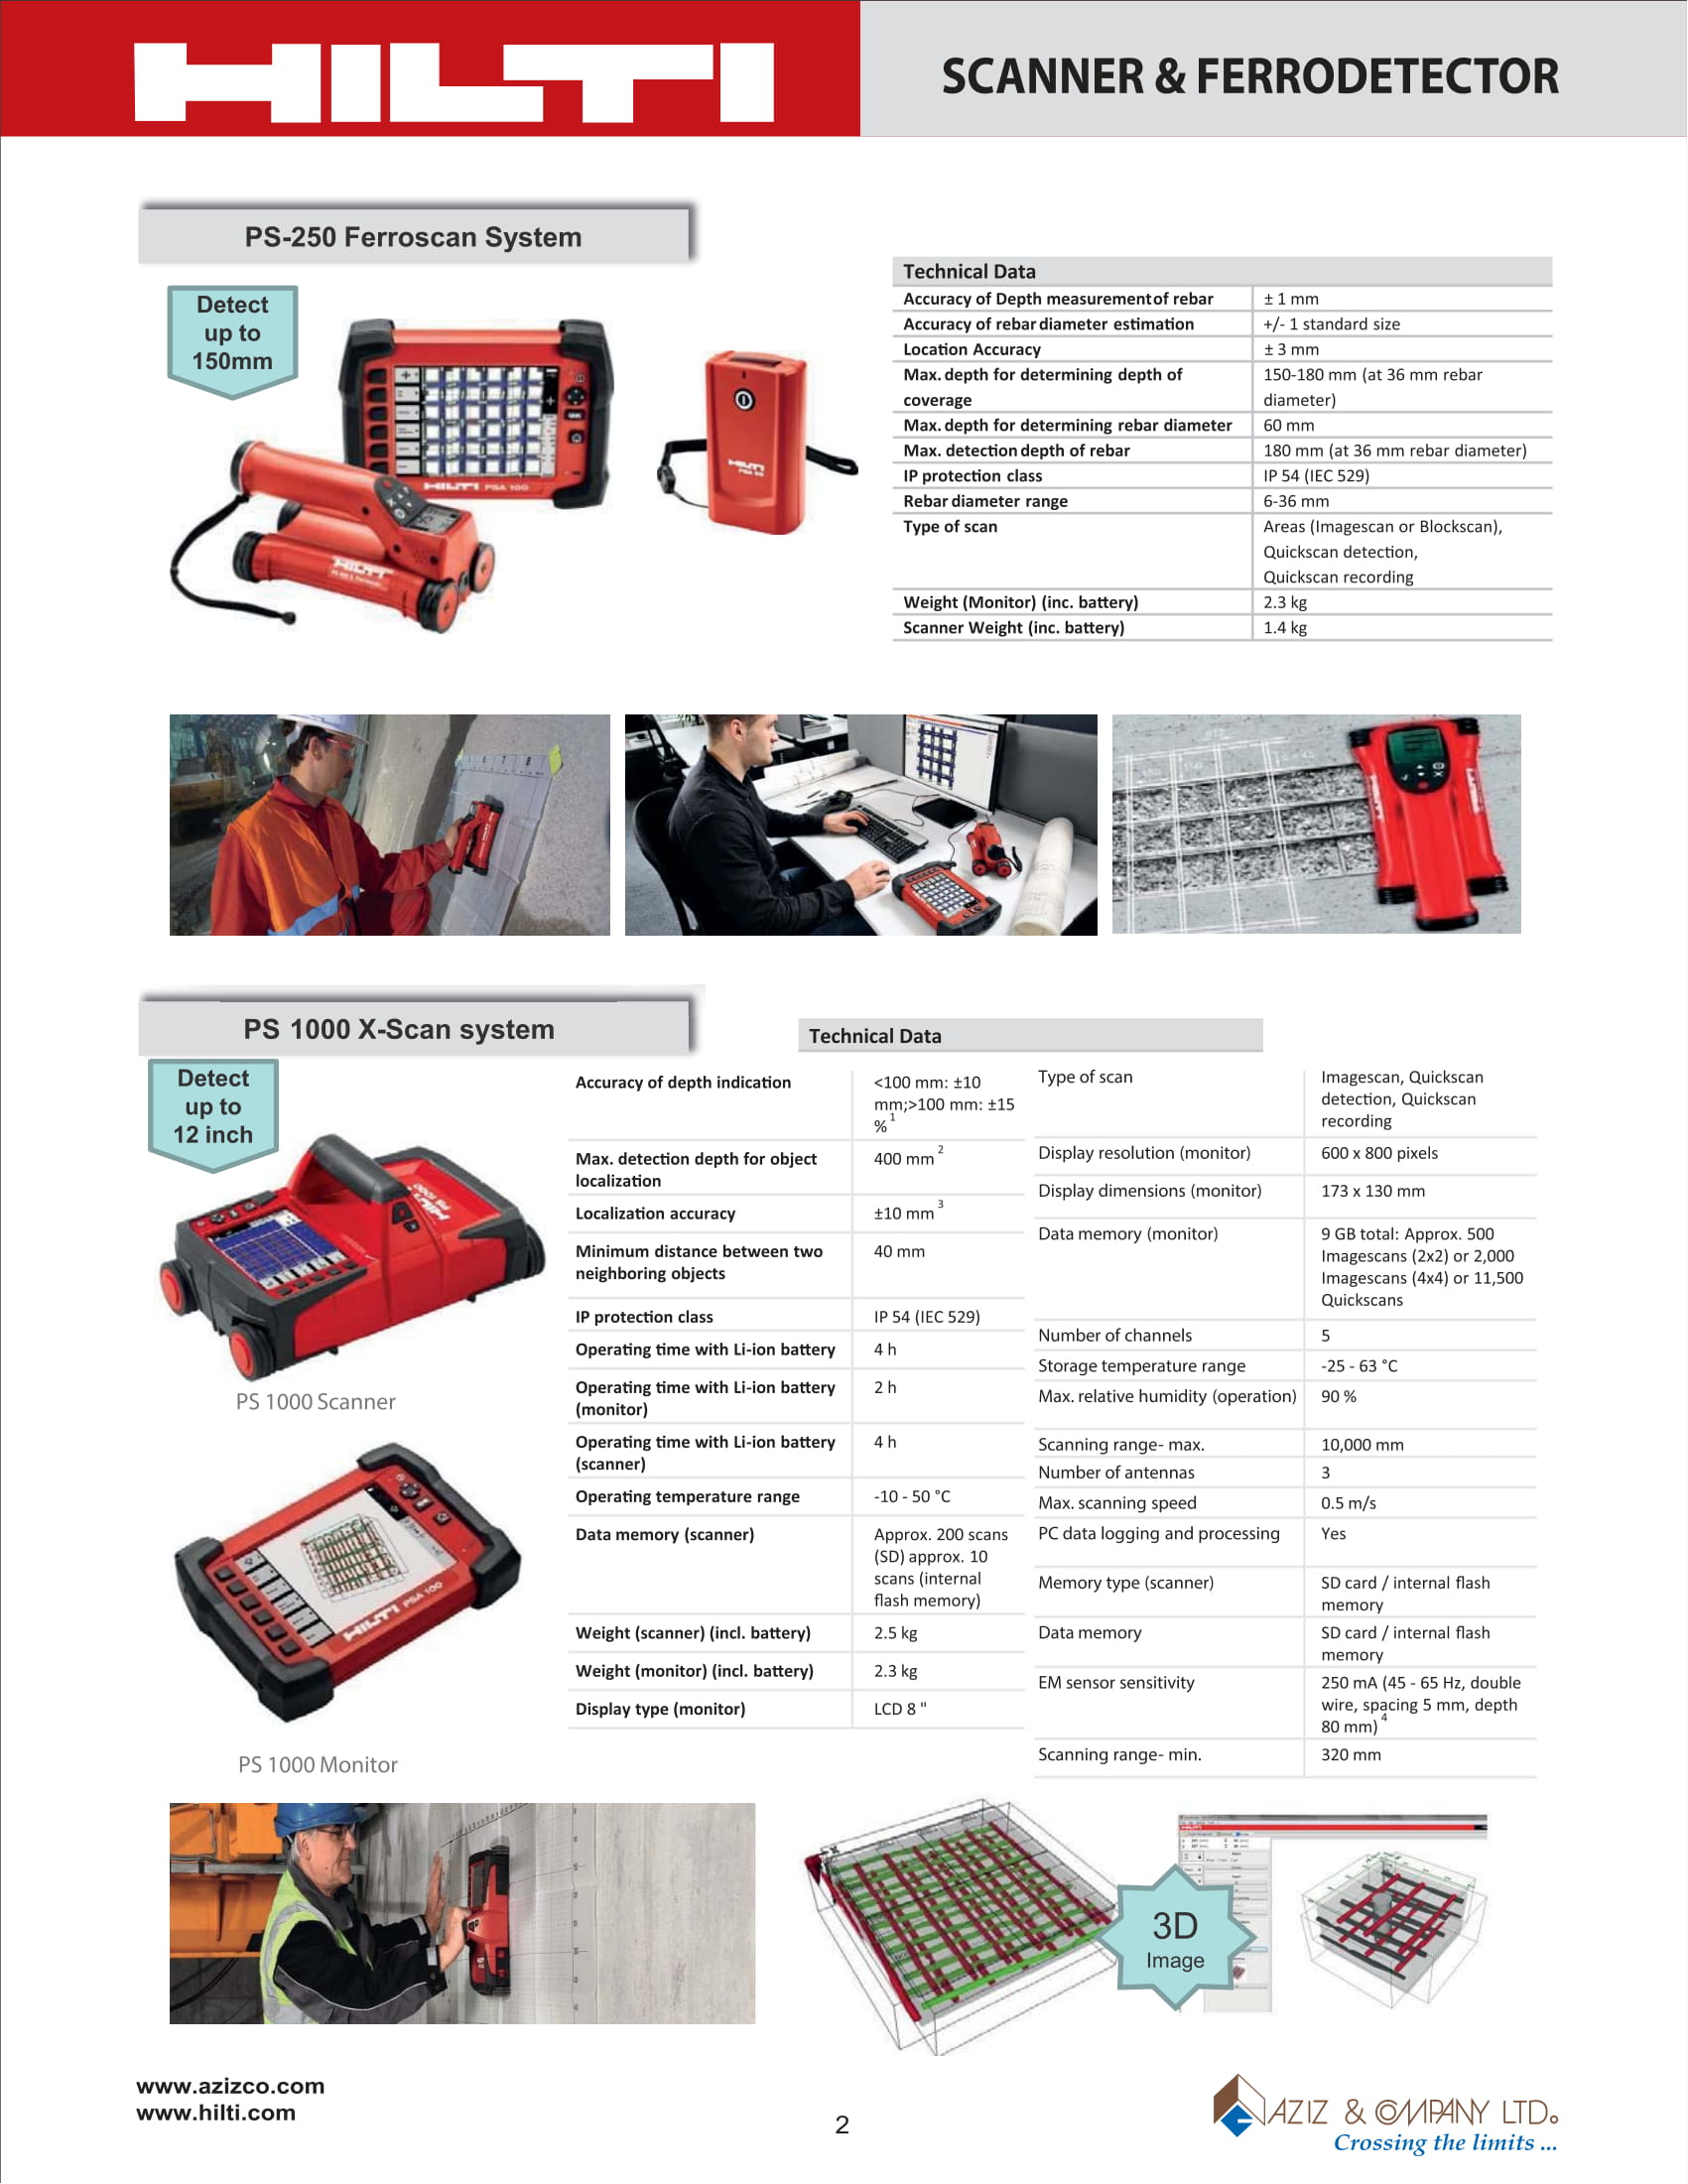 HILTI
SCANNER & FERRODETECTOR
PS-250 Ferroscan System
Detect
up to
150mm
HILTI PSA 100
HILTI
HILTI
Technical Data
Accuracy of Depth measurement of rebar ± 1 mm
Accuracy of rebar diameter estimation +/- 1 standard size
Location Accuracy ± 3 mm
Max. depth for determining depth of 150-180 mm (at 36 mm rebar
coverage diameter)
Max. depth for determining rebar diameter 60 mm
Max. detection depth of rebar 180 mm (at 36 mm rebar diameter)
IP protection class IP 54 (IEC 529)
Rebar diameter range 6-36 mm
Type of scan Areas (Imagescan or Blockscan),
Quickscan detection,
Quickscan recording
Weight (Monitor) (inc. battery) 2.3 kg
Scanner Weight (inc. battery) 1.4 kg
PS 1000 X-Scan system
Detect
up to
12 inch
HILTI
PS 1000
PS 1000 Scanner
HILTI PSA 100
PS 1000 Monitor
Technical Data
Accuracy of depth indication <100 mm: ±10
mm;>100 mm: ±15
% 1
Max. detection depth for object 400 mm 2
localization
Localization accuracy ±10 mm 3
Minimum distance between two 40 mm
neighboring objects
IP protection class IP 54 (IEC 529)
Operating time with Li-ion battery 4 h
Operating time with Li-ion battery 2 h
(monitor)
Operating time with Li-ion battery 4 h
(scanner)
Operating temperature range -10 - 50 °C
Data memory (scanner) Approx. 200 scans
(SD) approx. 10
scans (internal
flash memory)
Weight (scanner) (incl. battery) 2.5 kg
Weight (monitor) (incl. battery) 2.3 kg
Display type (monitor) LCD 8 "
Type of scan Imagescan, Quickscan
detection, Quickscan
recording
Display resolution (monitor) 600 x 800 pixels
Display dimensions (monitor) 173 x 130 mm
Data memory (monitor) 9 GB total: Approx. 500
Imagescans (2x2) or 2,000
Imagescans (4x4) or 11,500
Quickscans
Number of channels 5
Storage temperature range -25 - 63 °C
Max. relative humidity (operation) 90 %
Scanning range- max. 10,000 mm
Number of antennas 3
Max. scanning speed 0.5 m/s
PC data logging and processing Yes
Memory type (scanner) SD card / internal flash
memory
Data memory SD card / internal flash
memory
EM sensor sensitivity 250 mA (45 - 65 Hz, double
wire, spacing 5 mm, depth
80 mm) 4
Scanning range- min. 320 mm
3D
Image
www.azizco.com
www.hilti.com
2
AZIZ & COMPANY LTD.
Crossing the limits ...